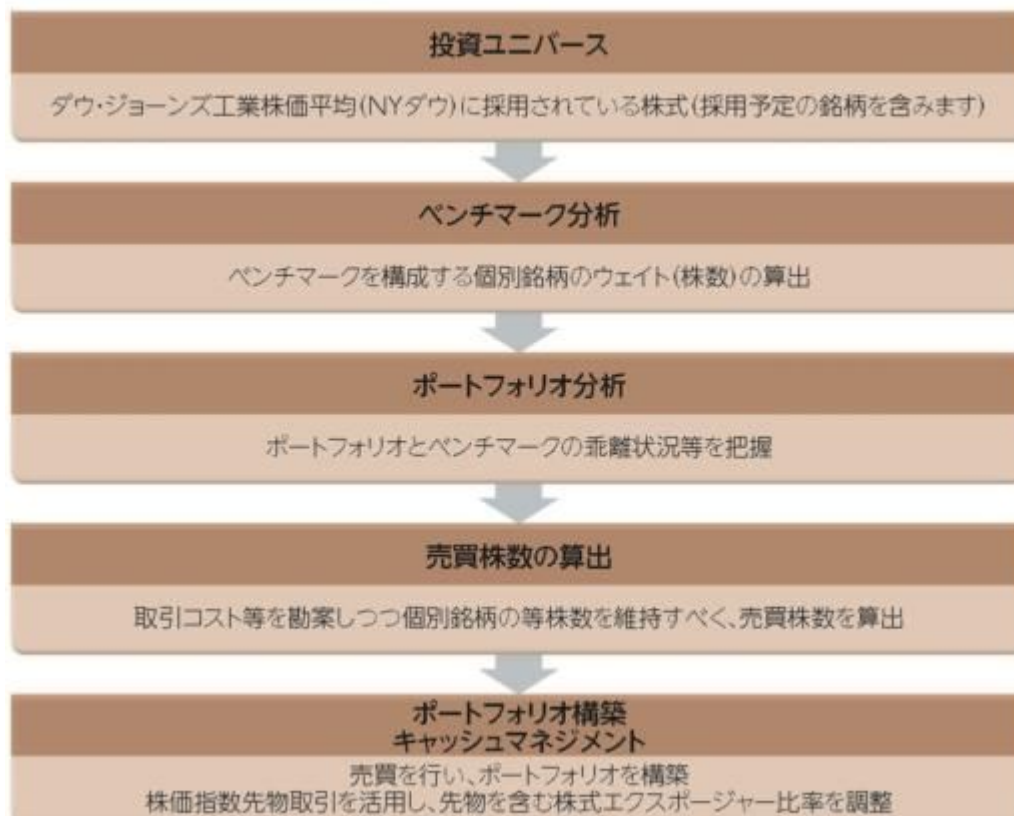 投資ユニバース
ダウ・ジョーンズ工業株価平均(NYダウ)に採用されている株式(採用予定の銘柄を含みます)
ベンチマーク分析
ベンチマークを構成する個別銘柄のウェイト(株数)の算出
ポートフォリオ分析
ポートフォリオとベンチマークの乖離状況等を把握
売買株数の算出
取引コスト等を勘案しつつ個別銘柄の等株数を維持すべく、売買株数を算出
ポートフォリオ構築
キャッシュマネジメント
売買を行い、ポートフォリオを構築
株価指数先物取引を活用し、先物を含む株式エクスポージャー比率を調整